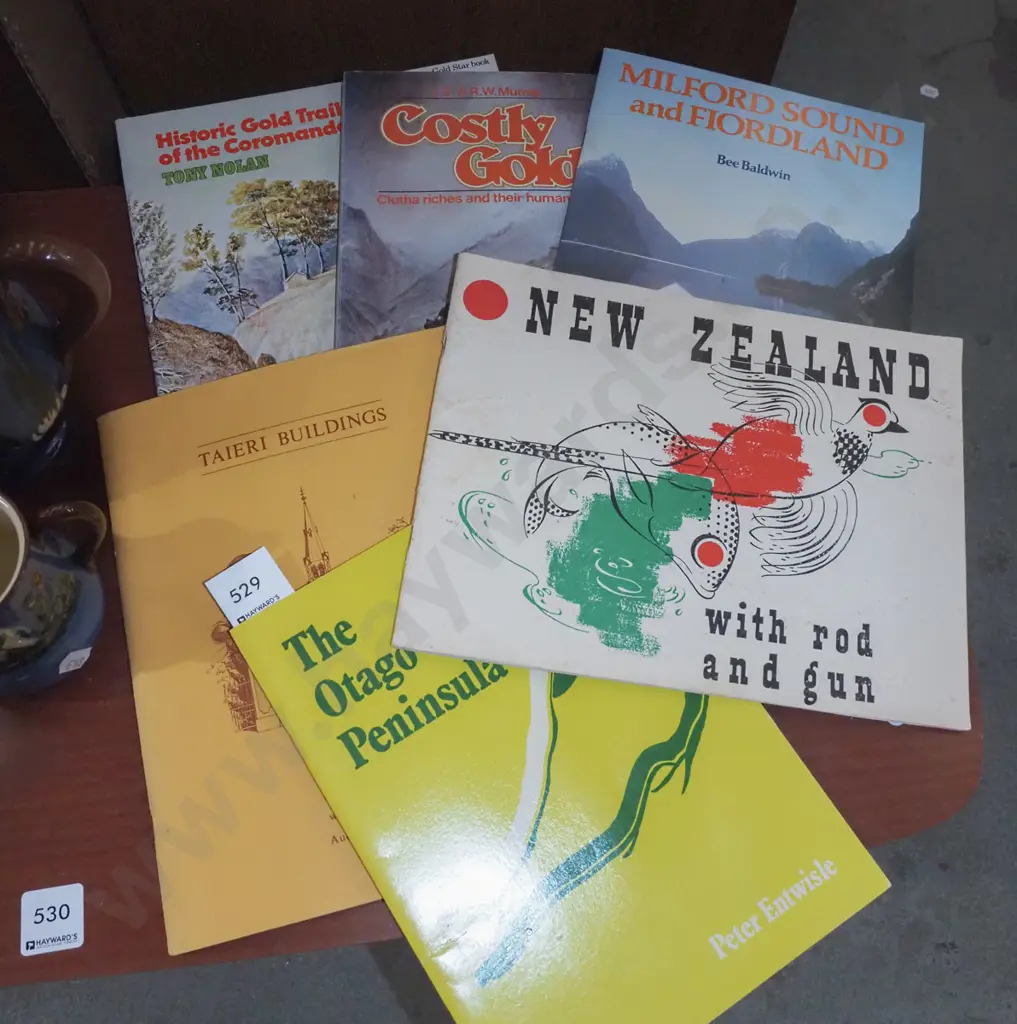 Gold Star book
Historic Gold Trail
of the Coromande
TONY NOLAN
R.W. Murray
Costly
Gold
Clutha riches and their human
MILFORD SOUND
and FIORDLAND
Bee Baldwin
NEW ZEALAND
with rod
and gun
TAIERI BUILDINGS
529
HAYWARD'S
The
Otago
Peninsula
Peter Entwisle
530
HAYWARD'S